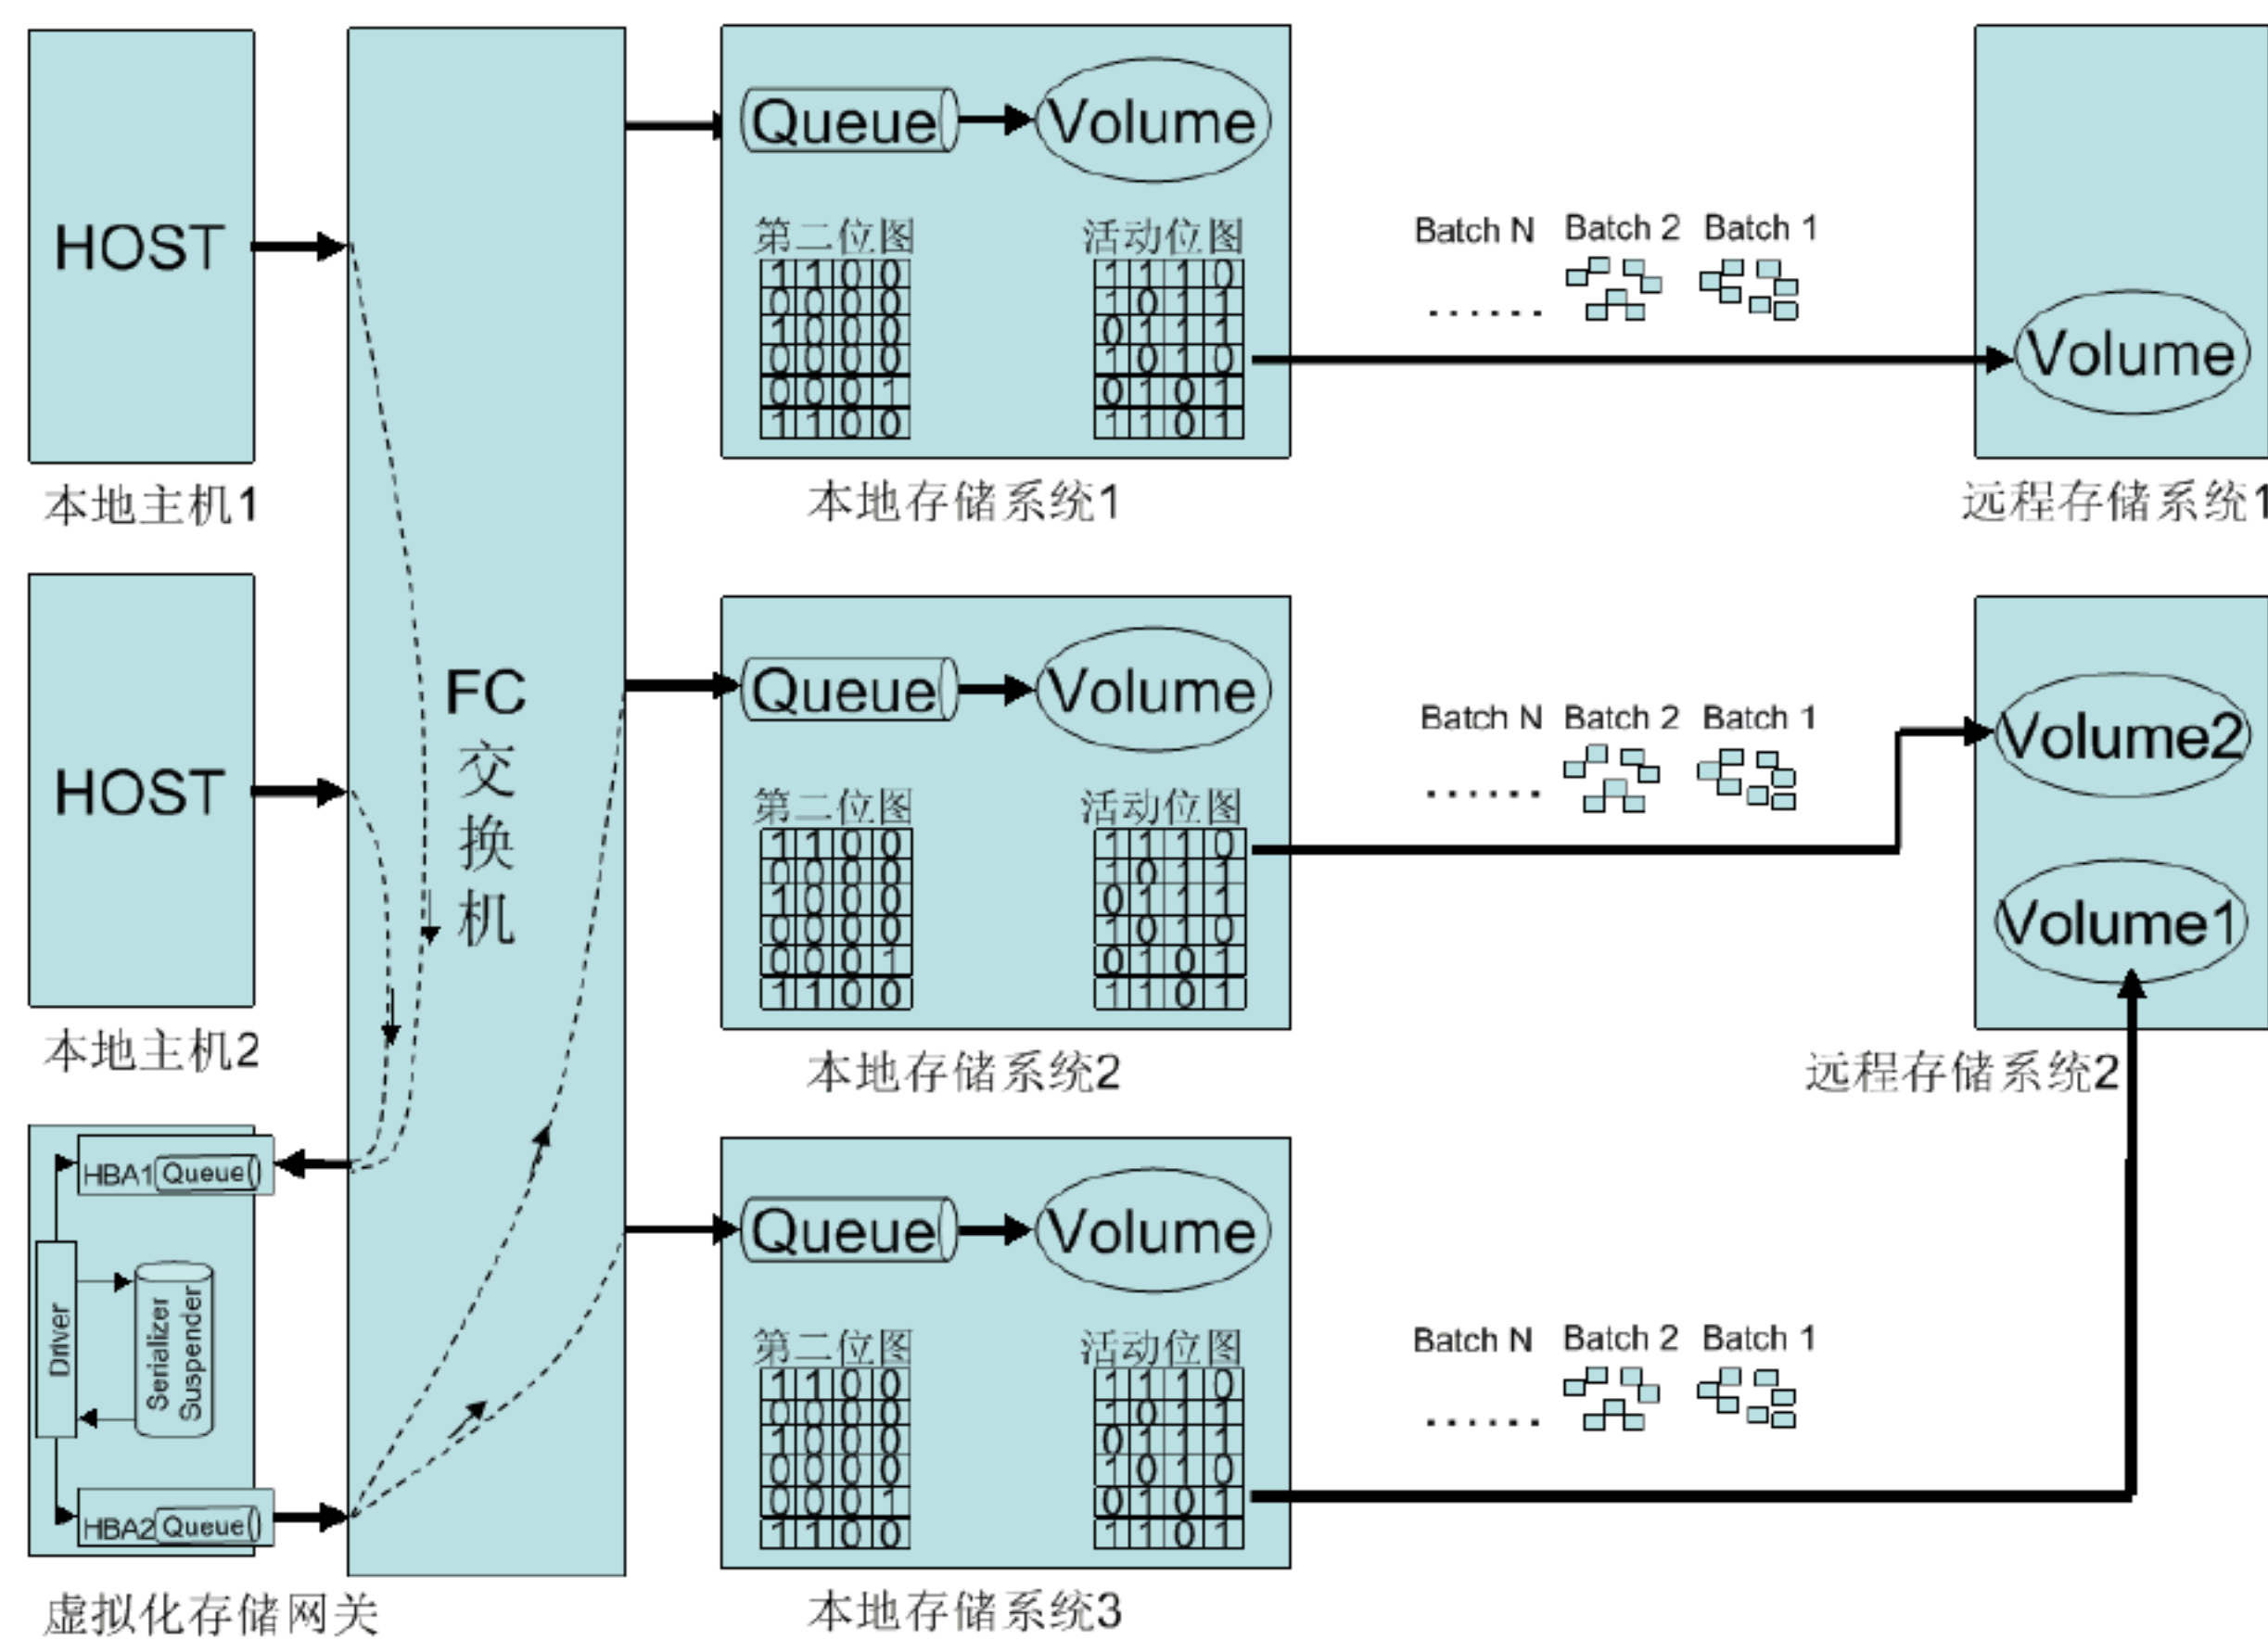 HOST
本地主机1
HOST
本地主机2
HBA1 Queue
Driver
Serializer
Suspender
HBA2 Queue
虚拟化存储网关
FC
交
换
机
Queue
Volume
第二位图
1 1 0 0
0 0 0 0
1 0 0 0
0 0 0 0
0 0 0 1
1 1 0 0
活动位图
1 1 1 0
1 0 1 1
0 1 1 1
1 0 1 0
0 1 0 1
1 1 0 1
本地存储系统1
Batch N Batch 2 Batch 1
......
Volume
远程存储系统1
Queue
Volume
第二位图
1 1 0 0
0 0 0 0
1 0 0 0
0 0 0 0
0 0 0 1
1 1 0 0
活动位图
1 1 1 0
1 0 1 1
0 1 1 1
1 0 1 0
0 1 0 1
1 1 0 1
本地存储系统2
Batch N Batch 2 Batch 1
......
Volume2
Volume1
远程存储系统2
Queue
Volume
第二位图
1 1 0 0
0 0 0 0
1 0 0 0
0 0 0 0
0 0 0 1
1 1 0 0
活动位图
1 1 1 0
1 0 1 1
0 1 1 1
1 0 1 0
0 1 0 1
1 1 0 1
本地存储系统3
Batch N Batch 2 Batch 1
......